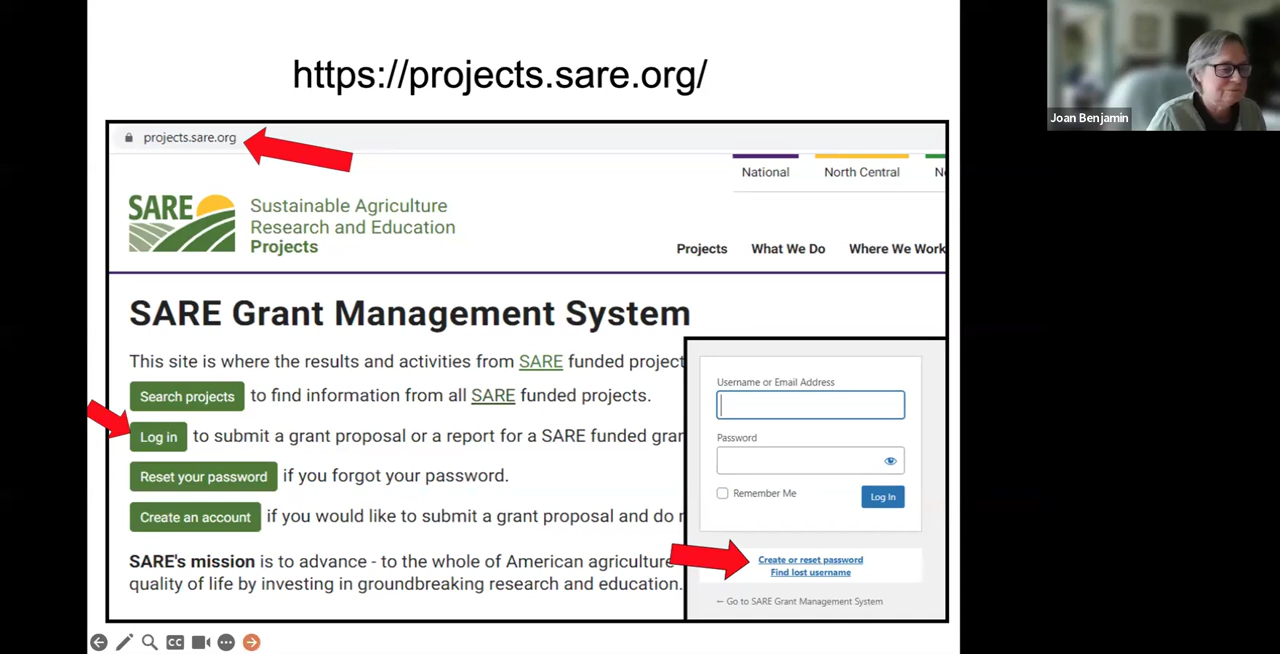 https://projects.sare.org/
Joan Benjamin
projects.sare.org
National
North Central
SARE
Sustainable Agriculture
Research and Education
Projects
Projects
What We Do
Where We Work
SARE Grant Management System
This site is where the results and activities from SARE funded project
Search projects to find information from all SARE funded projects.
Log in to submit a grant proposal or a report for a SARE funded gran
Reset your password if you forgot your password.
Create an account if you would like to submit a grant proposal and do
SARE's mission is to advance - to the whole of American agriculture
quality of life by investing in groundbreaking research and education.
Username or Email Address
Password
Remember Me
Log In
Create or reset password
Find lost username
← Go to SARE Grant Management System
CC